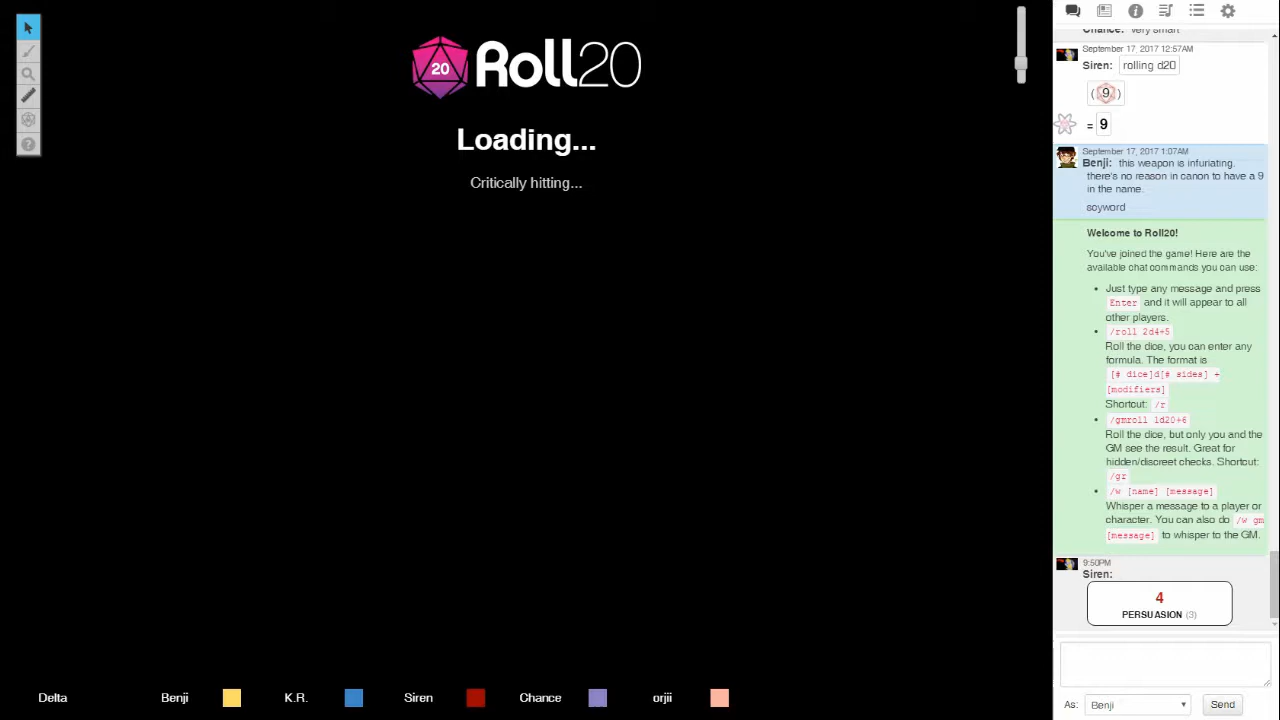 20 Roll20
Loading...
Critically hitting...
Delta Benji K.R. Siren Chance orjii
Chance: very smart
September 17, 2017 12:57AM
Siren: rolling d20
(9)
= 9
September 17, 2017 1:07AM
Benji: this weapon is infuriating.
there's no reason in canon to have a 9
in the name.
soyword
Welcome to Roll20!
You've joined the game! Here are the
available chat commands you can use:
• Just type any message and press
Enter and it will appear to all
other players.
• /roll 2d4+5
Roll the dice, you can enter any
formula. The format is
[# dice]d[# sides] +
[modifiers]
Shortcut: /r
• /gmroll 1d20+6
Roll the dice, but only you and the
GM see the result. Great for
hidden/discreet checks. Shortcut:
/gr
• /w [name] [message]
Whisper a message to a player or
character. You can also do /w gm
[message] to whisper to the GM.
9:50PM
Siren:
4
PERSUASION (3)
As: Benji Send